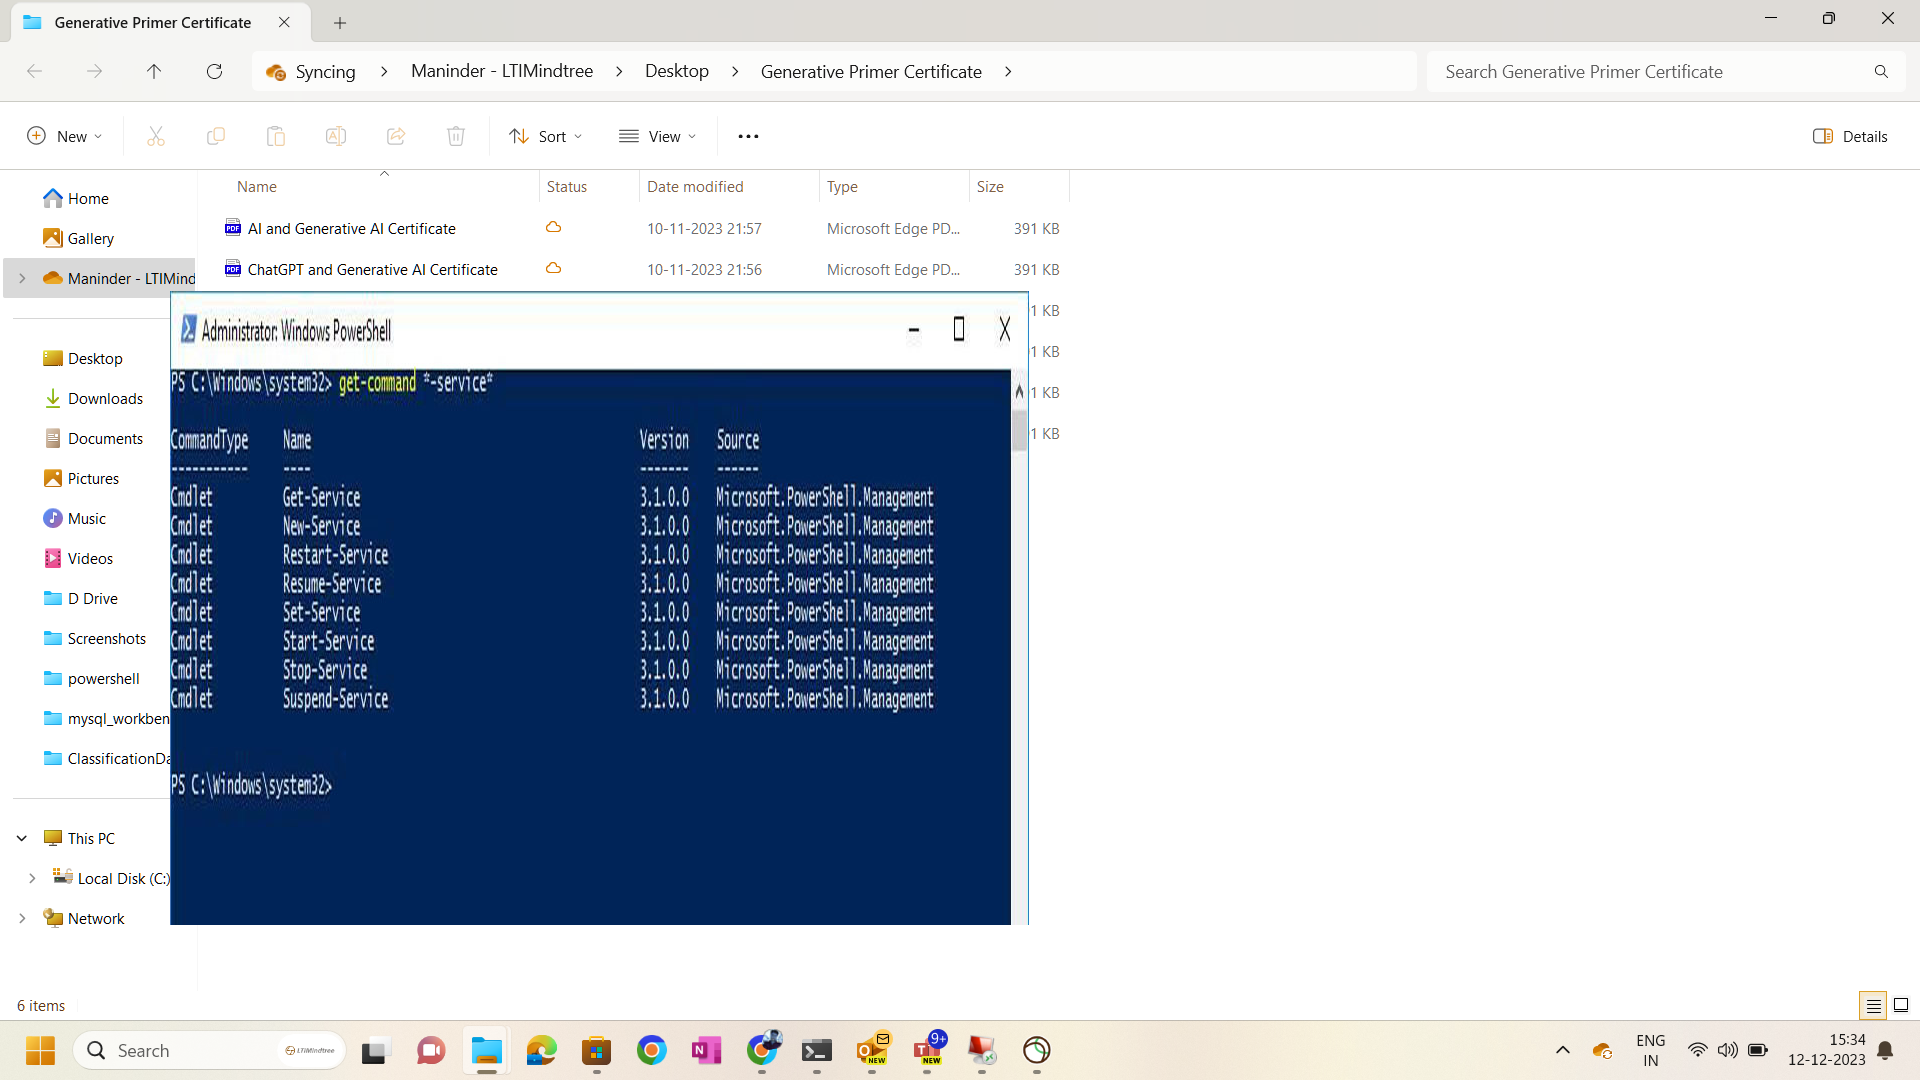 Generative Primer Certificate
Syncing > Maninder - LTIMindtree > Desktop > Generative Primer Certificate >
Search Generative Primer Certificate
New
Sort
View
Details
Home
Gallery
Maninder - LTIMind
Desktop
Downloads
Documents
Pictures
Music
Videos
D Drive
Screenshots
powershell
mysql_workben
ClassificationDa
This PC
Local Disk (C:)
Network
Name Status Date modified Type Size
AI and Generative AI Certificate 10-11-2023 21:57 Microsoft Edge PD... 391 KB
ChatGPT and Generative AI Certificate 10-11-2023 21:56 Microsoft Edge PD... 391 KB
1 KB
1 KB
1 KB
1 KB
Administrator: Windows PowerShell
PS C:\Windows\system32> get-command *-service*
CommandType Name Version Source
----------- ---- ------- ------
Cmdlet Get-Service 3.1.0.0 Microsoft.PowerShell.Management
Cmdlet New-Service 3.1.0.0 Microsoft.PowerShell.Management
Cmdlet Restart-Service 3.1.0.0 Microsoft.PowerShell.Management
Cmdlet Resume-Service 3.1.0.0 Microsoft.PowerShell.Management
Cmdlet Set-Service 3.1.0.0 Microsoft.PowerShell.Management
Cmdlet Start-Service 3.1.0.0 Microsoft.PowerShell.Management
Cmdlet Stop-Service 3.1.0.0 Microsoft.PowerShell.Management
Cmdlet Suspend-Service 3.1.0.0 Microsoft.PowerShell.Management
PS C:\Windows\system32>
6 items
Search
LTIMindtree
NEW
9+
NEW
ENG
IN
15:34
12-12-2023